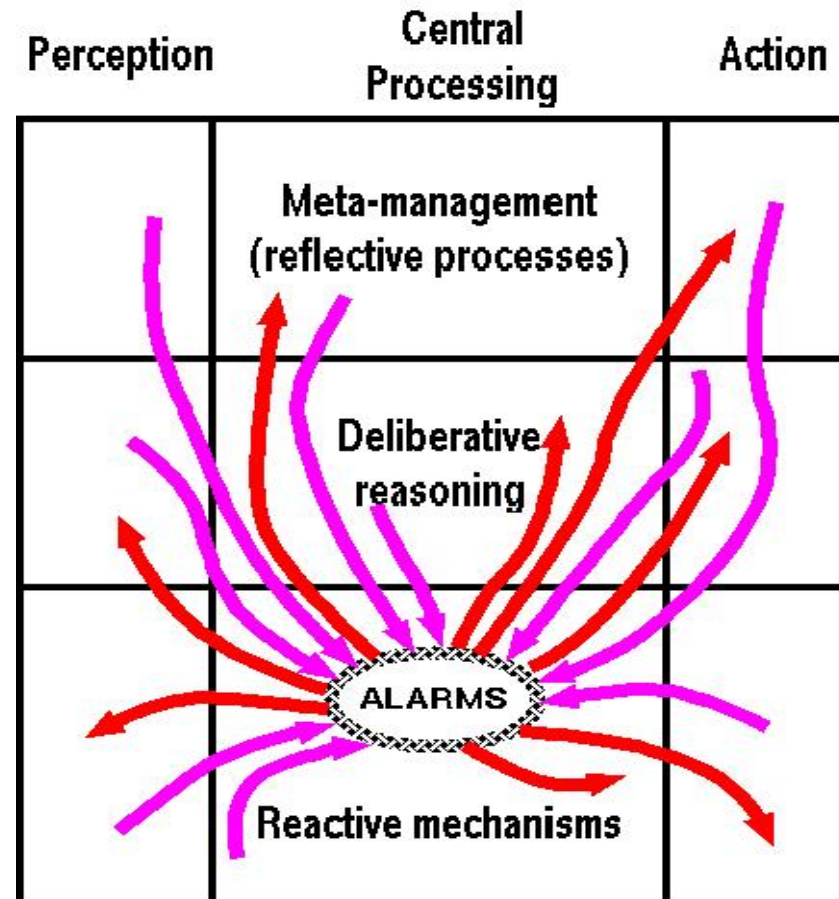 Perception
Central
Processing
Action
Meta-management
(reflective processes)
Deliberative
reasoning
ALARMS
Reactive mechanisms